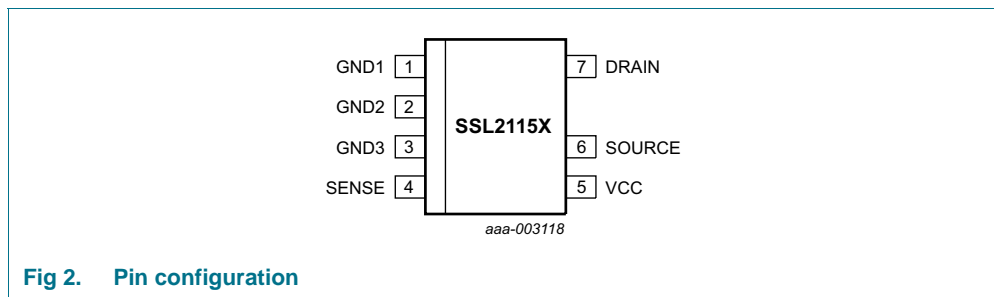 GND1 1 7 DRAIN
GND2 2
SSL2115X
GND3 3 6 SOURCE
SENSE 4 5 VCC
aaa-003118
Fig 2. Pin configuration